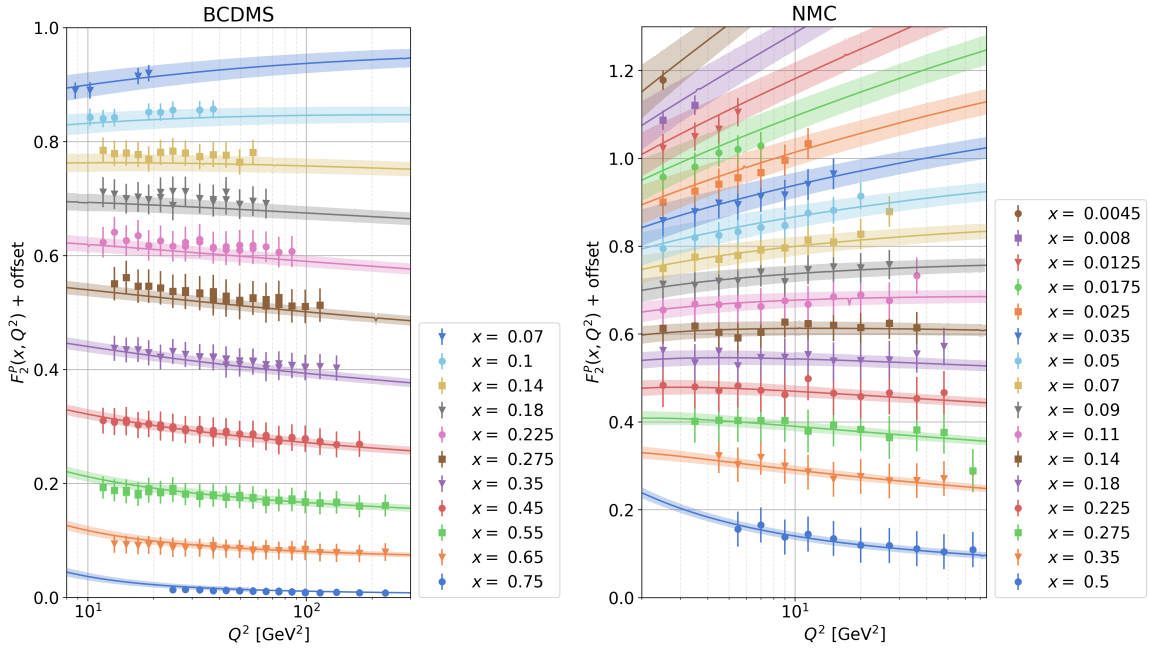 BCDMS
1.0
0.8
0.6
0.4
0.2
0.0
F₂ᵖ(x, Q²) + offset
10¹
10²
Q² [GeV²]
x = 0.07
x = 0.1
x = 0.14
x = 0.18
x = 0.225
x = 0.275
x = 0.35
x = 0.45
x = 0.55
x = 0.65
x = 0.75
NMC
1.2
1.0
0.8
0.6
0.4
0.2
0.0
F₂ᵖ(x, Q²) + offset
10¹
Q² [GeV²]
x = 0.0045
x = 0.008
x = 0.0125
x = 0.0175
x = 0.025
x = 0.035
x = 0.05
x = 0.07
x = 0.09
x = 0.11
x = 0.14
x = 0.18
x = 0.225
x = 0.275
x = 0.35
x = 0.5